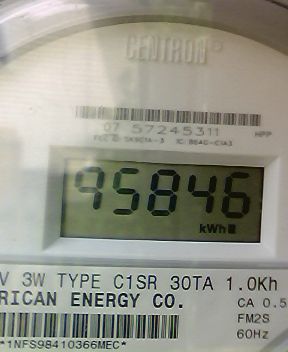 CENTRON®
07 57245311
HPP
95846
kWh
V 3W TYPE C1SR 30TA 1.0Kh
RICAN ENERGY CO.
CA 0.5
FM2S
60Hz
*1NFS98410366MEC*